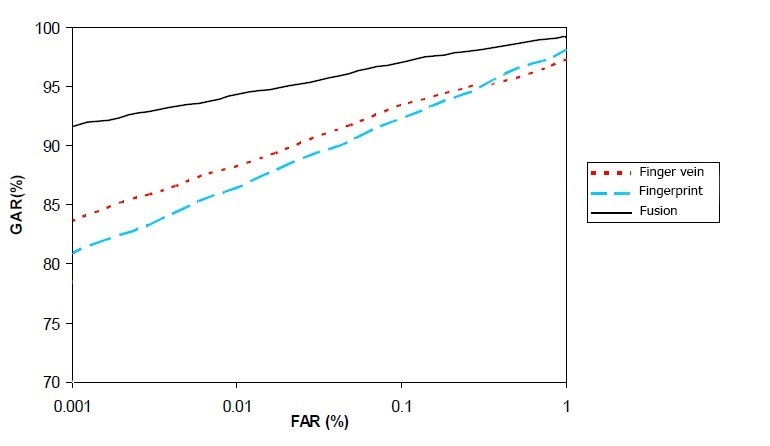 100
95
90
85
80
75
70
GAR(%)
0.001
0.01
0.1
1
FAR (%)
Finger vein
Fingerprint
Fusion